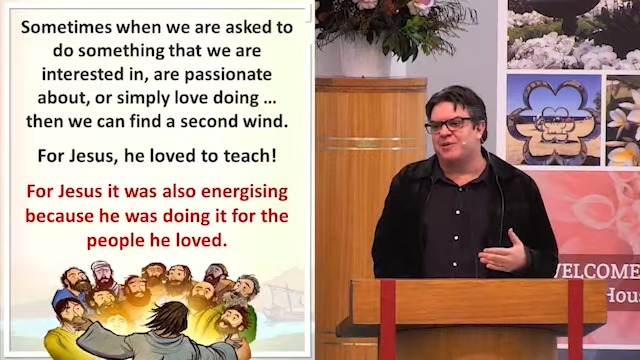 Sometimes when we are asked to
do something that we are
interested in, are passionate
about, or simply love doing ...
then we can find a second wind.
For Jesus, he loved to teach!
For Jesus it was also energising
because he was doing it for the
people he loved.
WELCOME